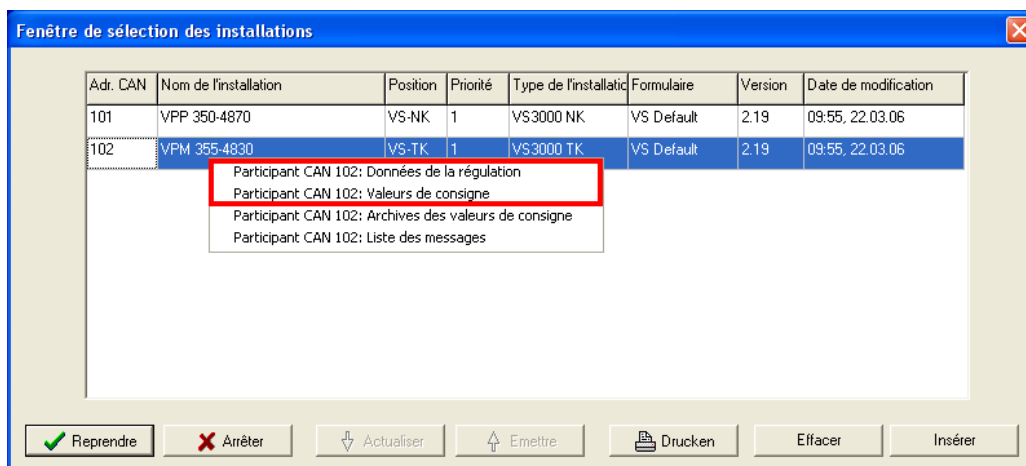 Fenêtre de sélection des installations
Adr. CAN Nom de l'installation Position Priorité Type de l'installatic Formulaire Version Date de modification
101 VPP 350-4870 VS-NK 1 VS3000 NK VS Default 2.19 09:55, 22.03.06
102 VPM 355-4830 VS-TK 1 VS3000 TK VS Default 2.19 09:55, 22.03.06
Participant CAN 102: Données de la régulation
Participant CAN 102: Valeurs de consigne
Participant CAN 102: Archives des valeurs de consigne
Participant CAN 102: Liste des messages
Reprendre Arrêter Actualiser Emettre Drucken Effacer Insérer